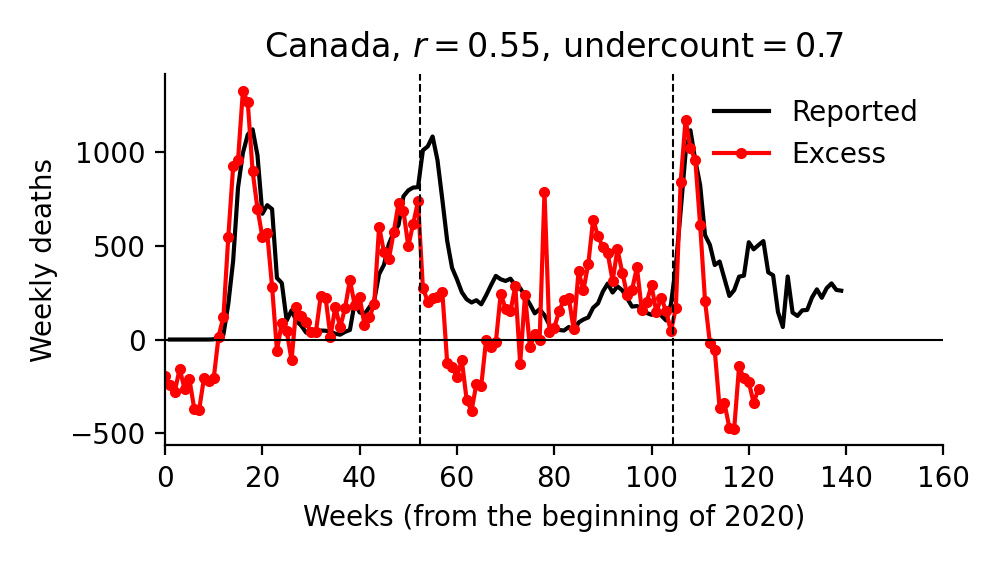 Canada, r = 0.55, undercount = 0.7
Reported
Excess
Weekly deaths
1000
500
0
−500
0 20 40 60 80 100 120 140 160
Weeks (from the beginning of 2020)